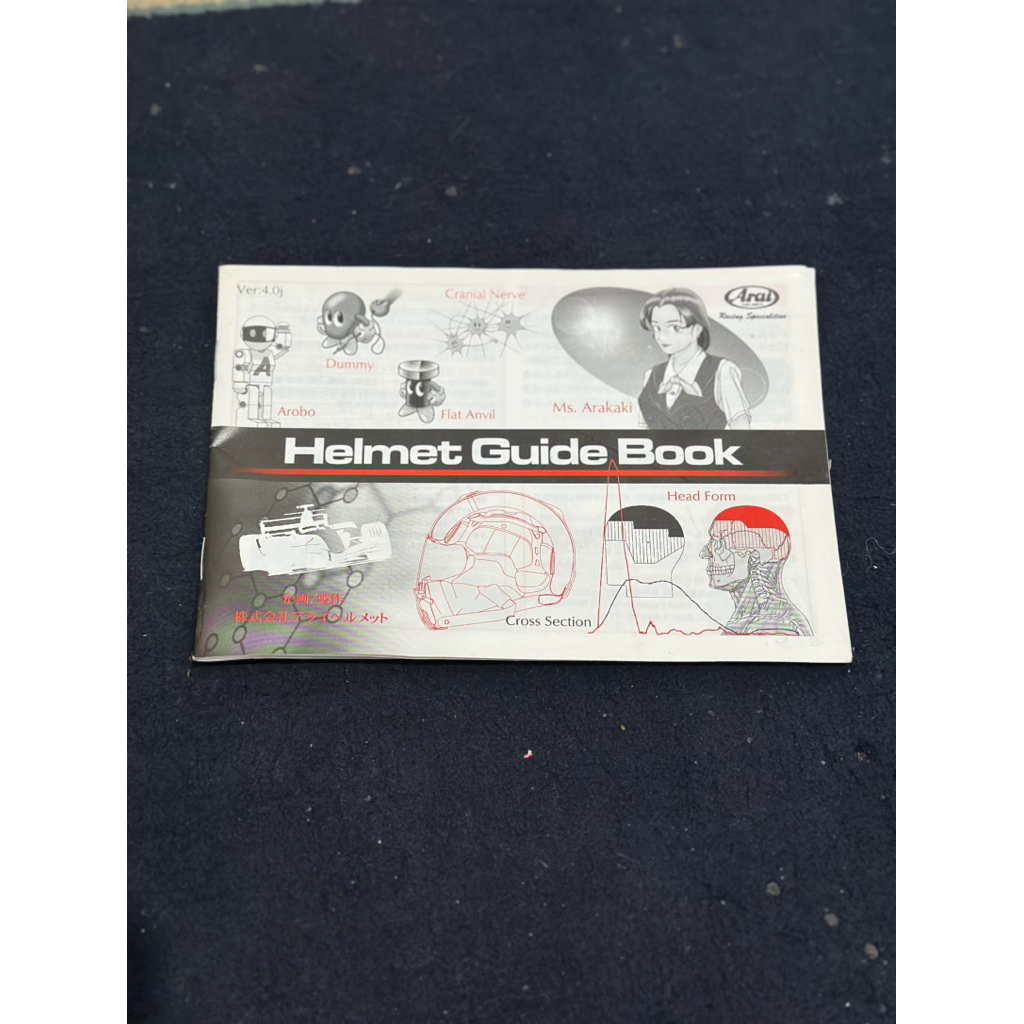 Ver:4.0j
Cranial Nerve
Arai
Racing Specialities
Dummy
Arobo
A
Flat Anvil
Ms. Arakaki
Helmet Guide Book
Head Form
Cross Section
企画/製作
株式会社アライヘルメット